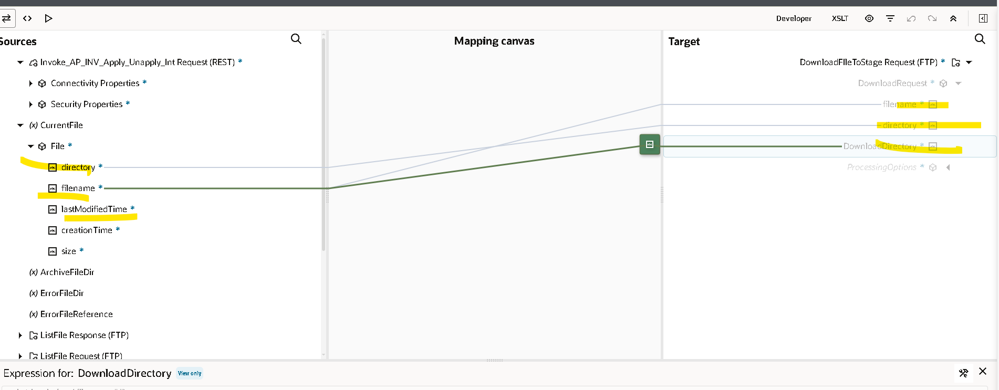 Developer XSLT
Sources
Mapping canvas
Target
Invoke_AP_INV_Apply_Unapply_Int Request (REST) *
DownloadFIleToStage Request (FTP) *
Connectivity Properties *
DownloadRequest *
Security Properties *
filename *
(x) CurrentFile
directory *
File *
DownloadDirectory *
directory *
ProcessingOptions *
filename *
lastModifiedTime *
creationTime *
size *
(x) ArchiveFileDir
(x) ErrorFileDir
(x) ErrorFileReference
ListFile Response (FTP)
ListFile Request (FTP)
Expression for: DownloadDirectory View only